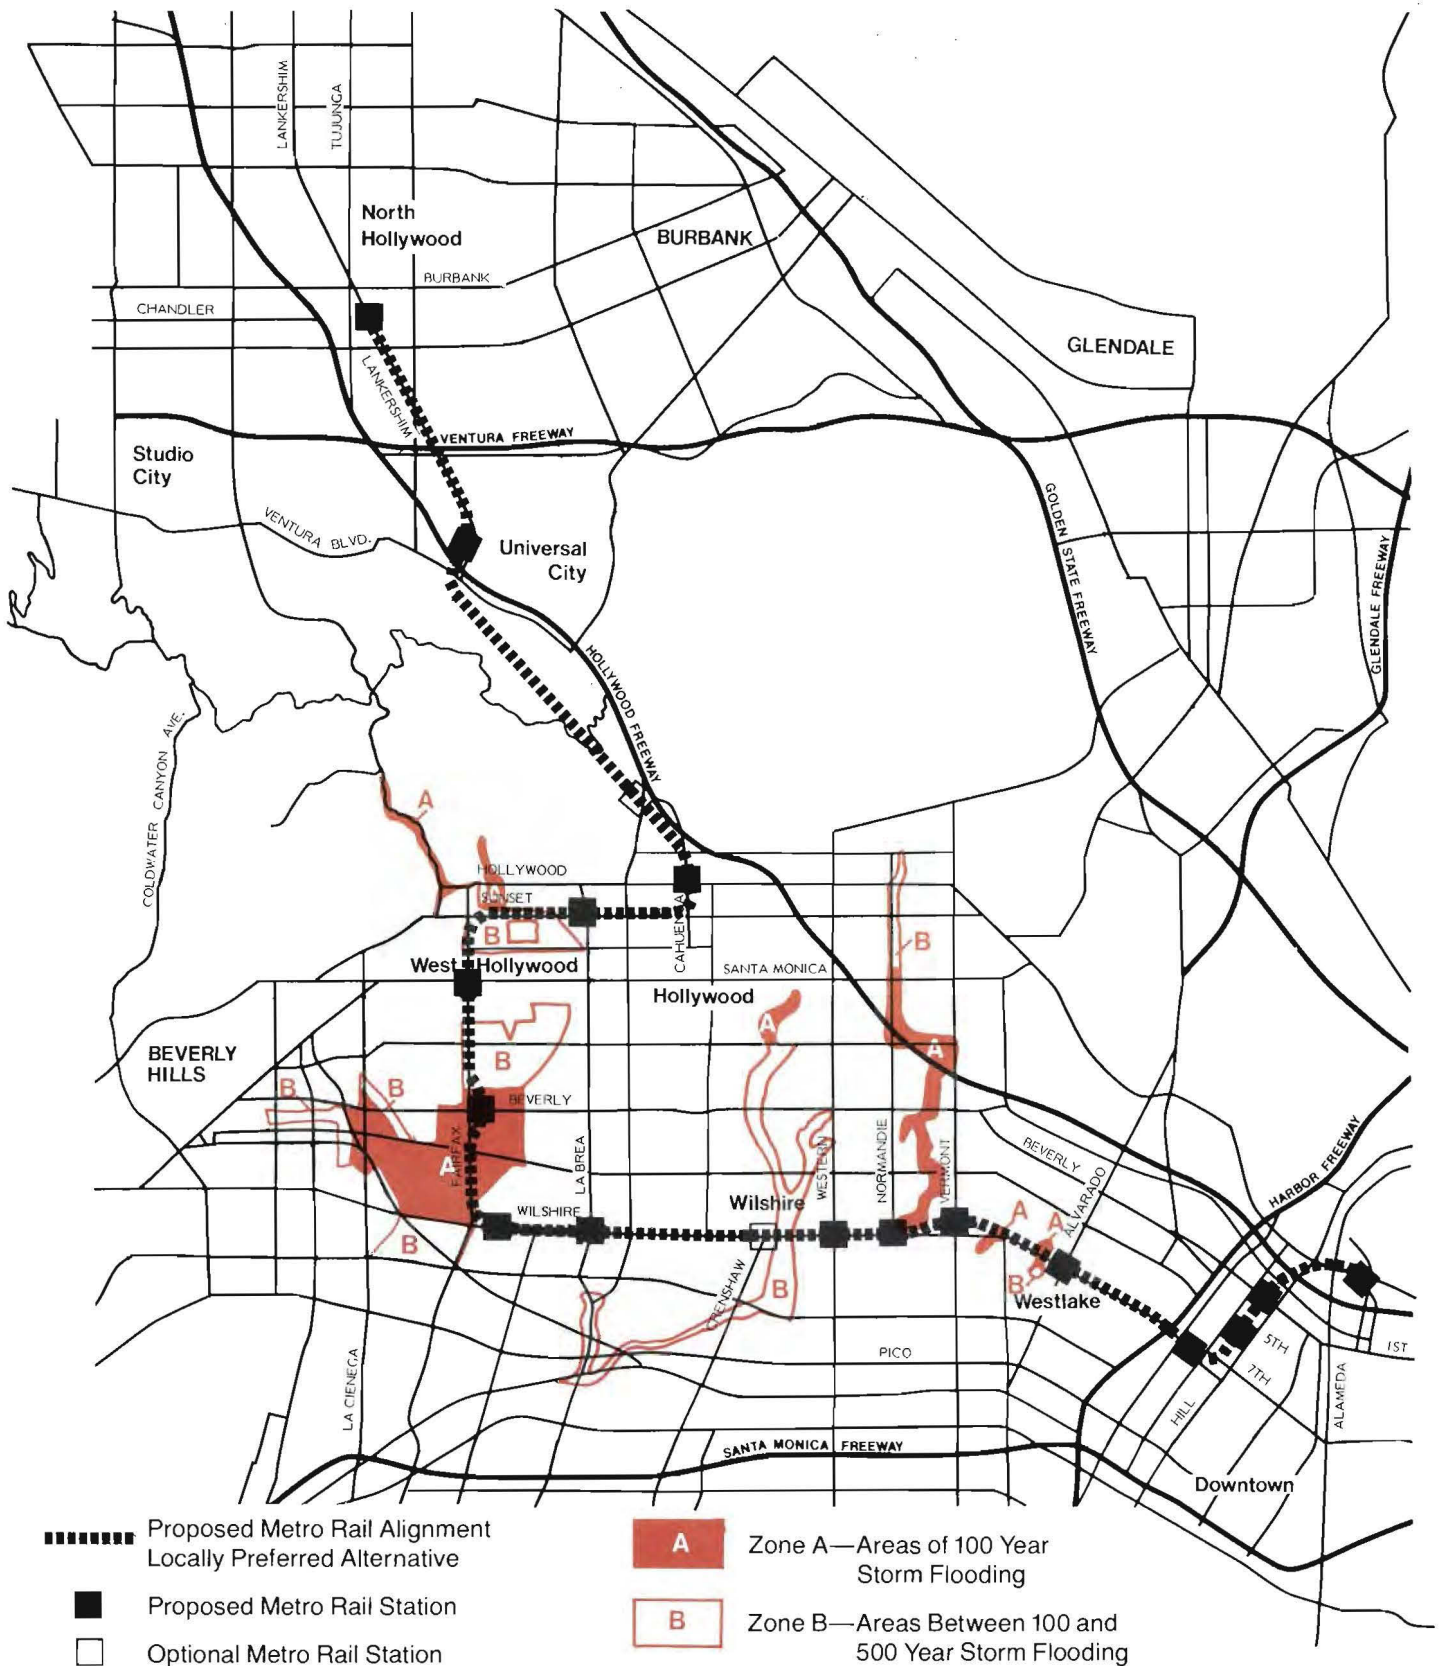 LANKERSHIM
TUJUNGA
North
Hollywood
BURBANK
BURBANK
CHANDLER
GLENDALE
LANKERSHIM
VENTURA FREEWAY
Studio
City
GOLDEN STATE FREEWAY
VENTURA BLVD.
Universal
City
GLENDALE FREEWAY
HOLLYWOOD FREEWAY
COLDWATER CANYON AVE.
A
HOLLYWOOD
SUNSET
CAHUENGA
B
B
West Hollywood
SANTA MONICA
Hollywood
A
A
BEVERLY
HILLS
B
B
B
BEVERLY
FAIRFAX
A
LA BREA
WESTERN
NORMANDIE
VERMONT
BEVERLY
ALVARADO
HARBOR FREEWAY
Wilshire
WILSHIRE
A
A
B
B
B
Westlake
CRENSHAW
PICO
5TH
7TH
1ST
HILL
ALAMEDA
LA CIENEGA
SANTA MONICA FREEWAY
Downtown
Proposed Metro Rail Alignment
Locally Preferred Alternative
Proposed Metro Rail Station
Optional Metro Rail Station
A
Zone A—Areas of 100 Year
Storm Flooding
B
Zone B—Areas Between 100 and
500 Year Storm Flooding